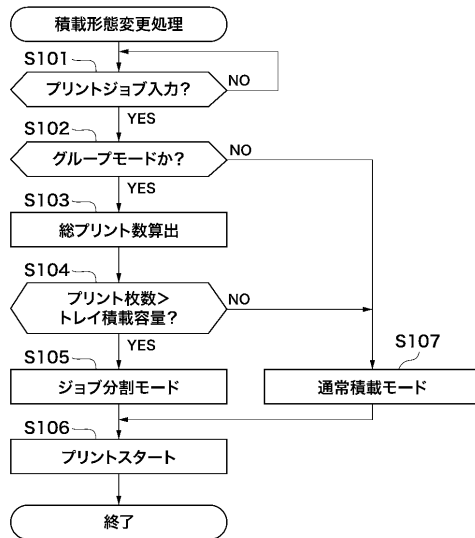 積載形態変更処理
S101
プリントジョブ入力?
NO
YES
S102
グループモードか?
NO
YES
S103
総プリント数算出
S104
プリント枚数>
トレイ積載容量?
NO
YES
S105
ジョブ分割モード
S107
通常積載モード
S106
プリントスタート
終了